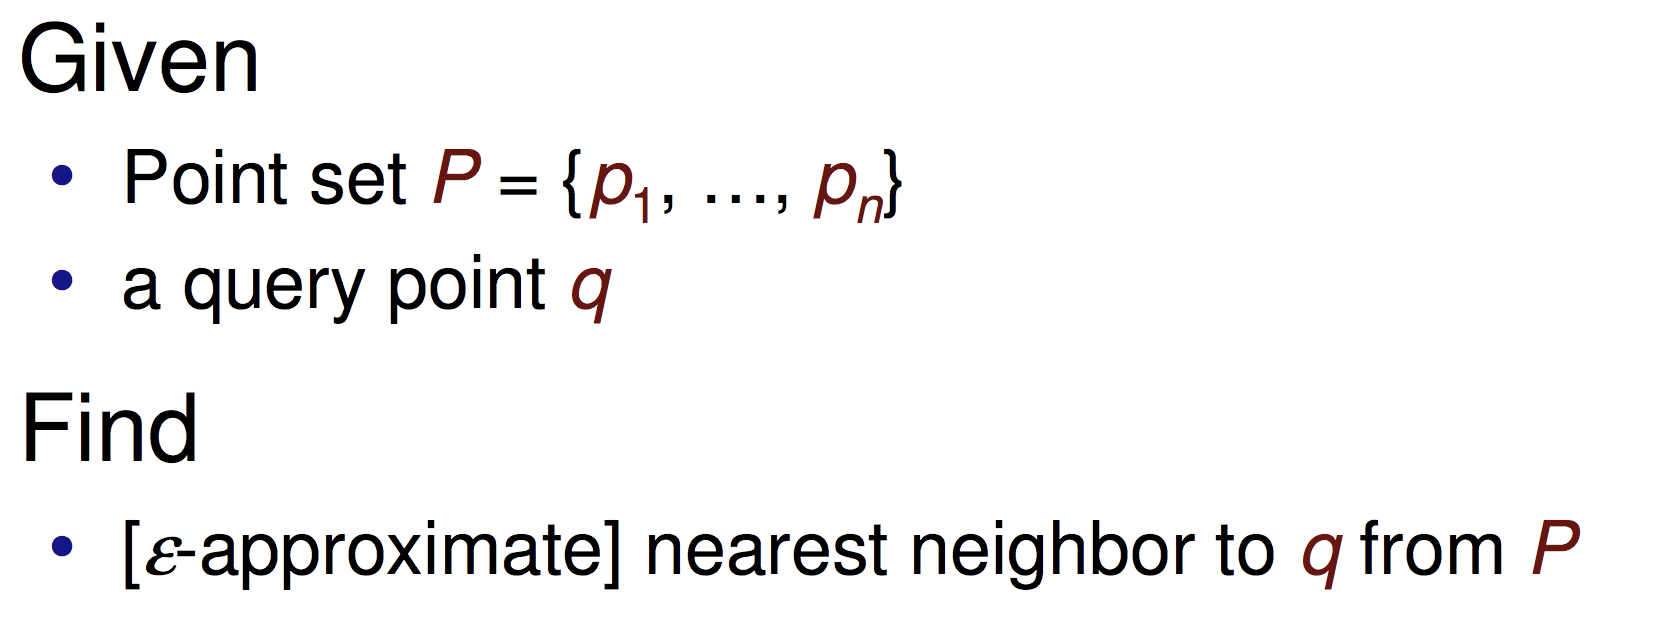 Given
• Point set P = {p₁, ..., pₙ}
• a query point q
Find
• [ε-approximate] nearest neighbor to q from P